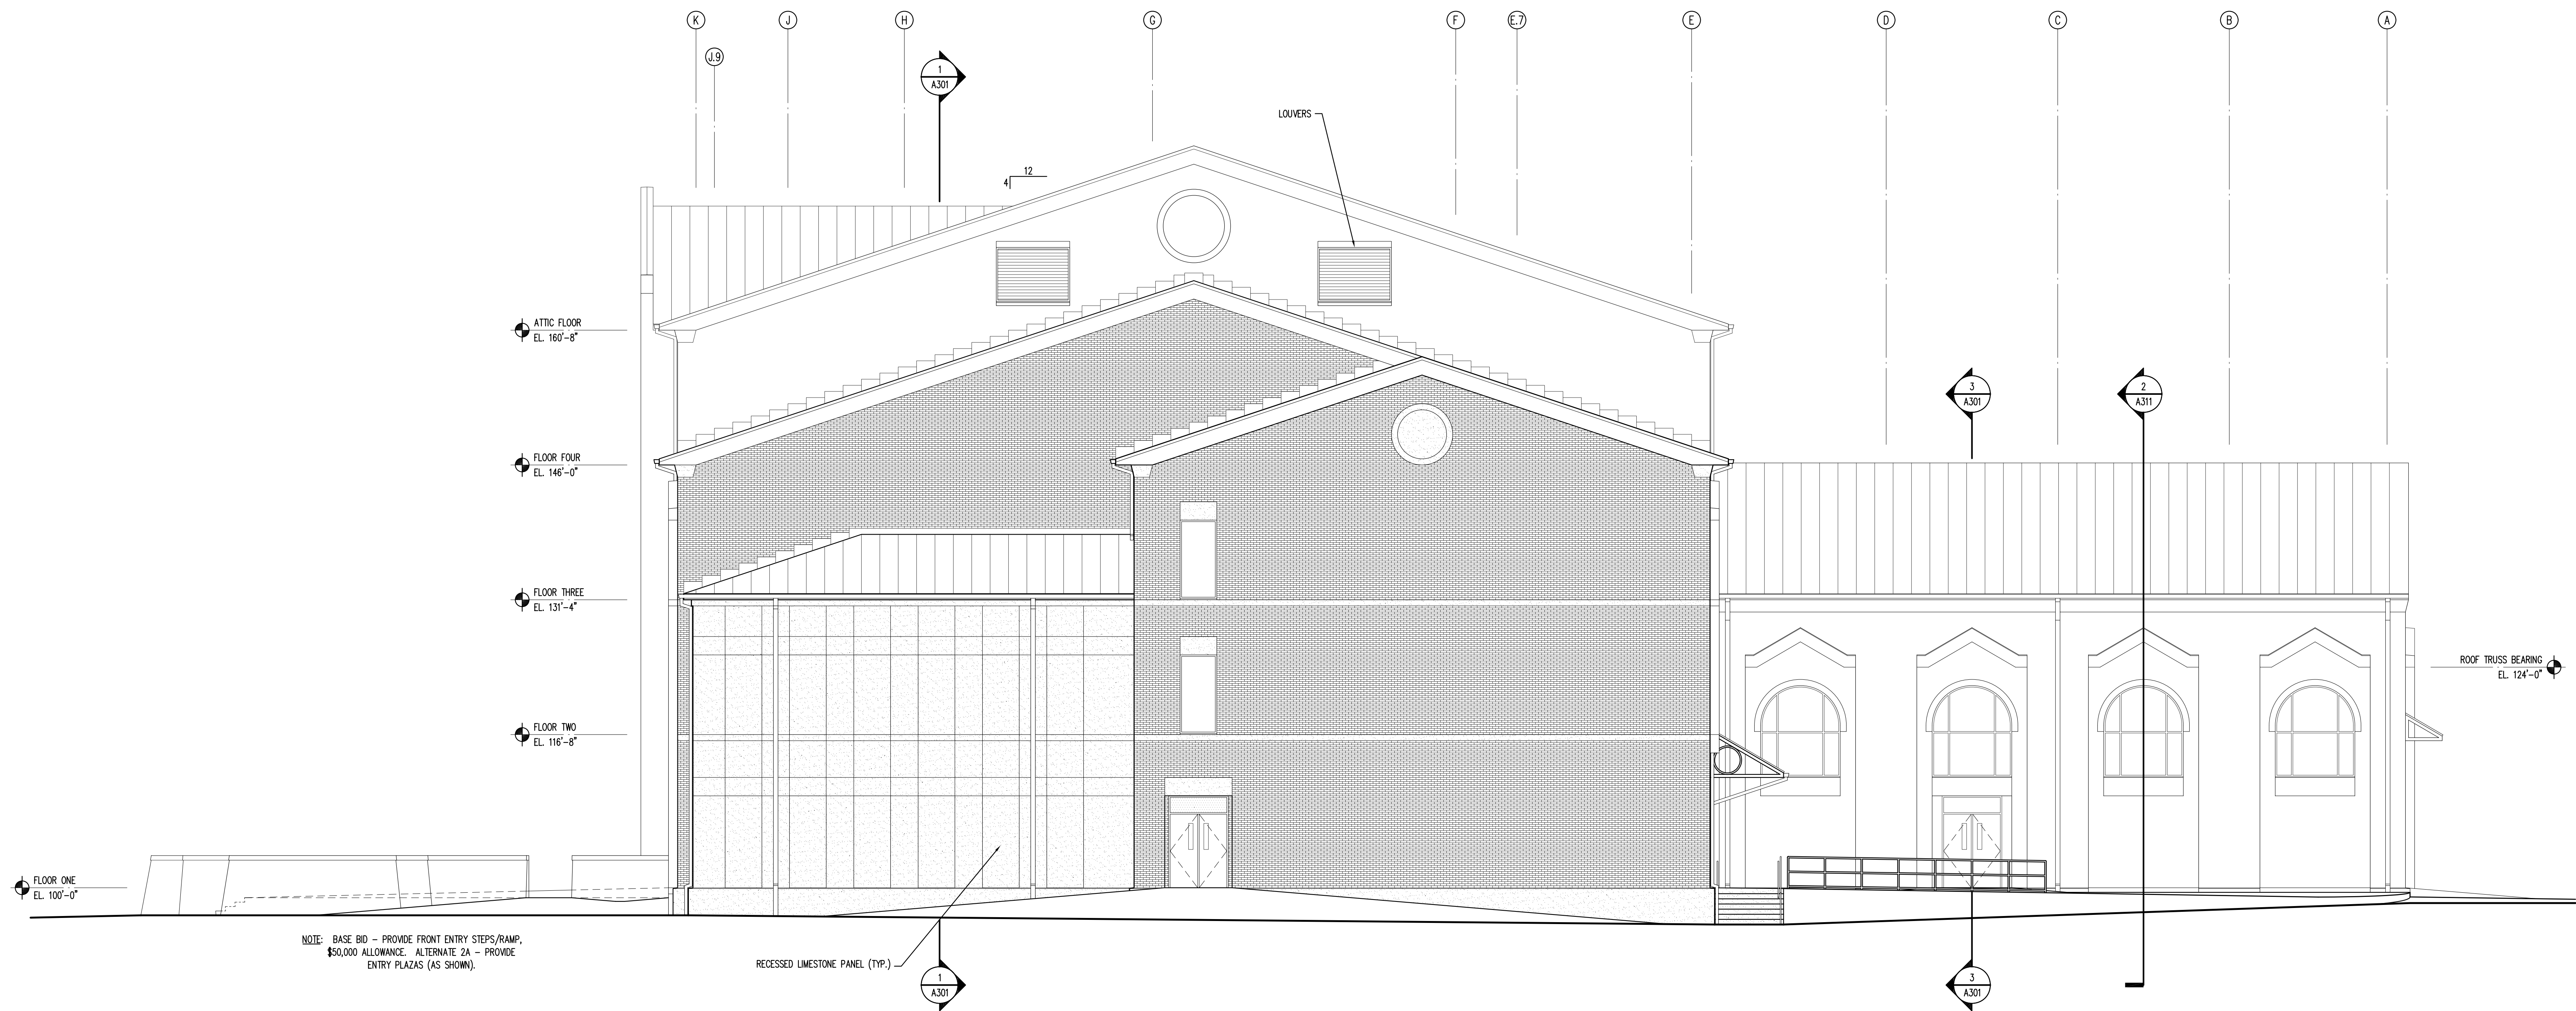 K
J
H
G
F
E.7
E
D
C
B
A
J.9
1
A301
LOUVERS
12
4
ATTIC FLOOR
EL. 160'-8"
3
A301
2
A311
FLOOR FOUR
EL. 146'-0"
FLOOR THREE
EL. 131'-4"
ROOF TRUSS BEARING
EL. 124'-0"
FLOOR TWO
EL. 116'-8"
FLOOR ONE
EL. 100'-0"
NOTE: BASE BID - PROVIDE FRONT ENTRY STEPS/RAMP,
$50,000 ALLOWANCE. ALTERNATE 2A - PROVIDE
ENTRY PLAZAS (AS SHOWN).
RECESSED LIMESTONE PANEL (TYP.)
1
A301
3
A301